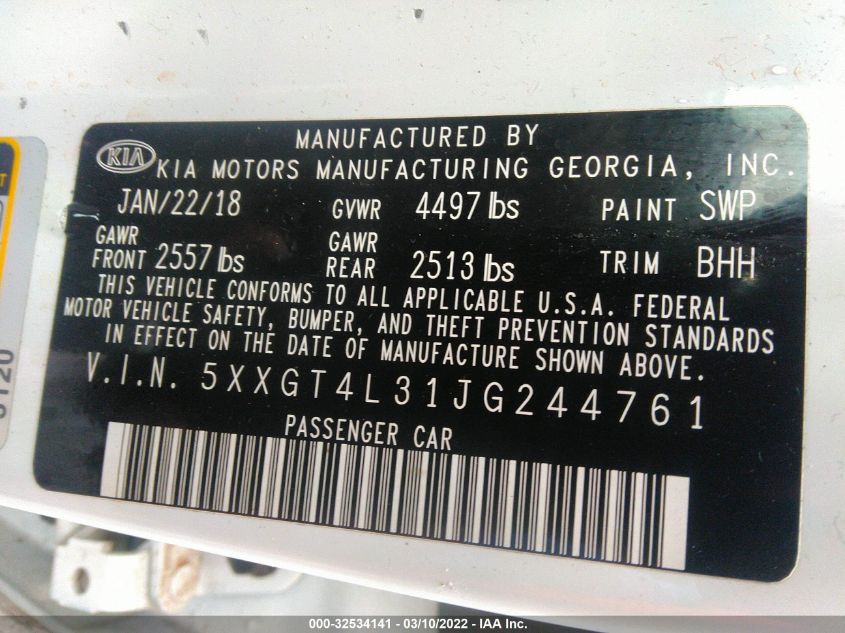 MANUFACTURED BY
KIA KIA MOTORS MANUFACTURING GEORGIA, INC.
JAN/22/18 GVWR 4497 lbs PAINT SWP
GAWR FRONT 2557 lbs GAWR REAR 2513 lbs TRIM BHH
THIS VEHICLE CONFORMS TO ALL APPLICABLE U.S.A. FEDERAL
MOTOR VEHICLE SAFETY, BUMPER, AND THEFT PREVENTION STANDARDS
IN EFFECT ON THE DATE OF MANUFACTURE SHOWN ABOVE.
V.I.N. 5XXGT4L31JG244761
PASSENGER CAR
000-32534141 - 03/10/2022 - IAA Inc.